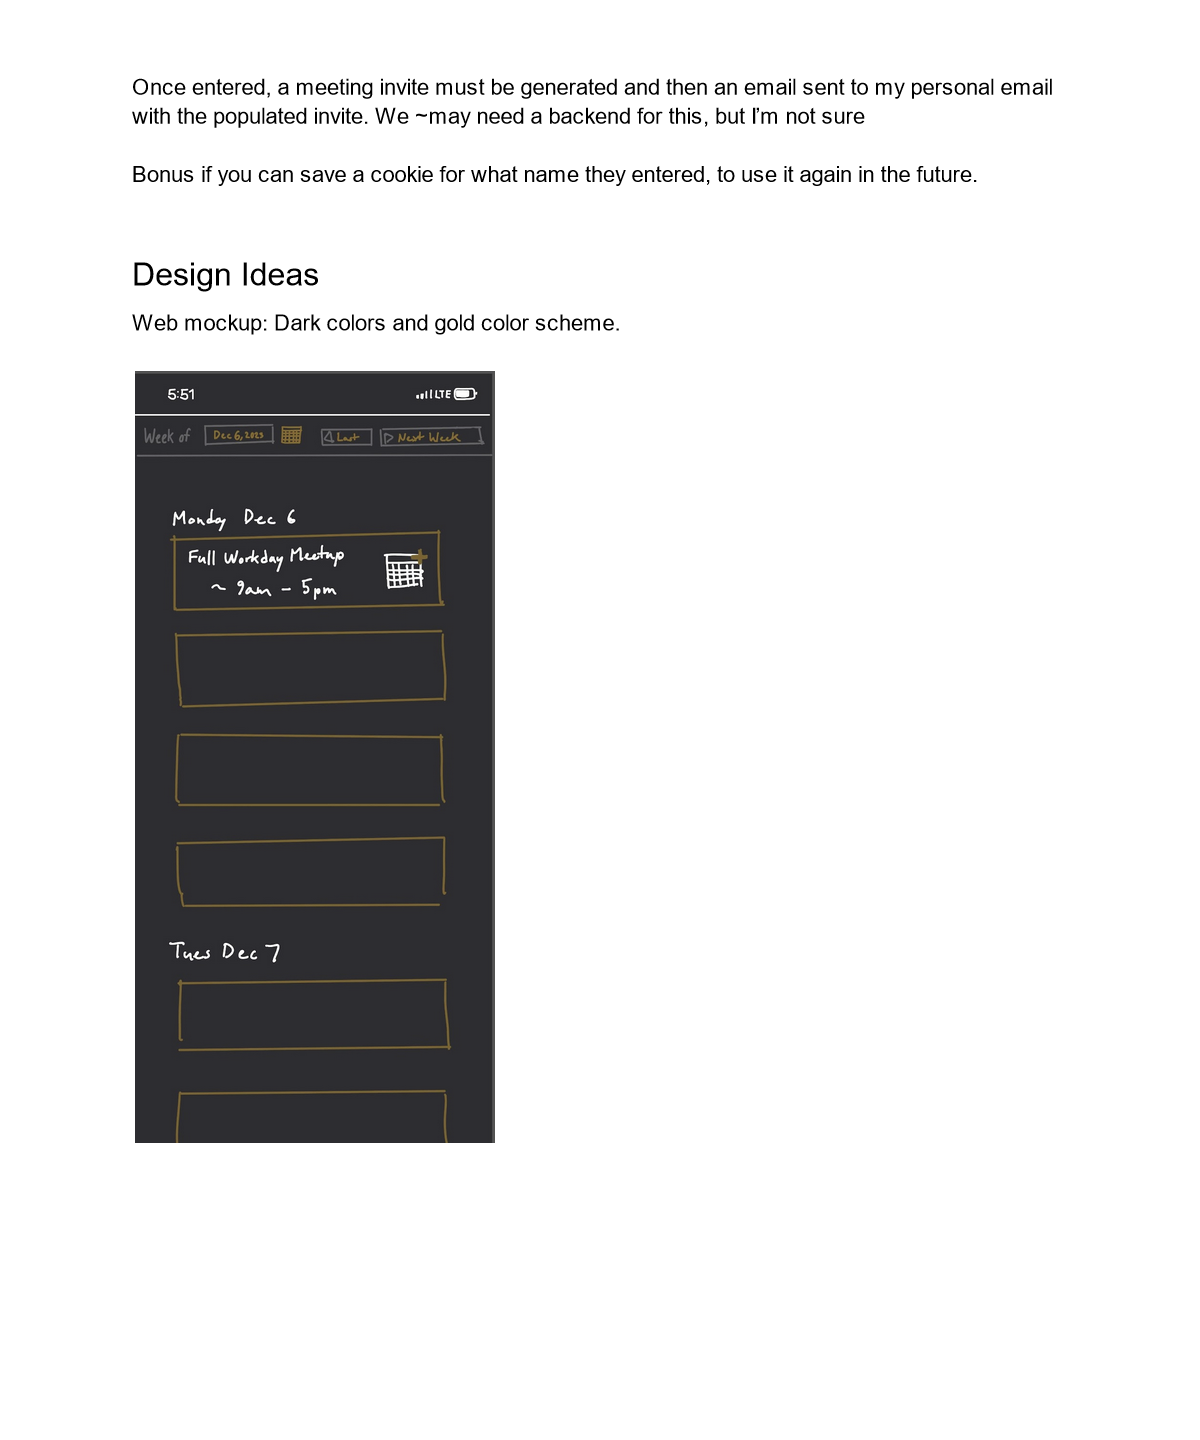 Once entered, a meeting invite must be generated and then an email sent to my personal email
with the populated invite. We ~may need a backend for this, but I'm not sure
Bonus if you can save a cookie for what name they entered, to use it again in the future.
Design Ideas
Web mockup: Dark colors and gold color scheme.
5:51 LTE
Week of Dec 6, 2025 Last Next Week
Monday Dec 6
Full Workday Meetup
~ 9am - 5pm
Tues Dec 7